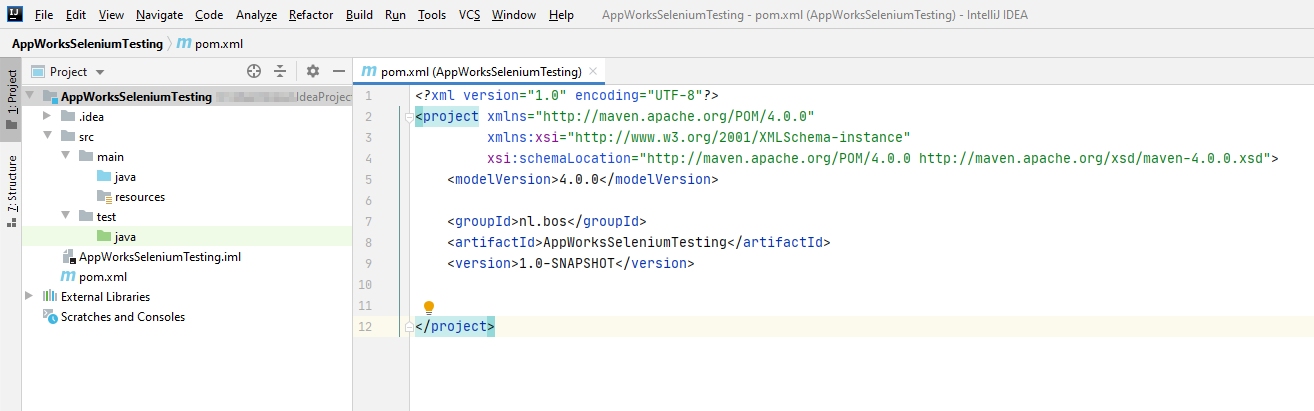 IJ File Edit View Navigate Code Analyze Refactor Build Run Tools VCS Window Help AppWorksSeleniumTesting - pom.xml (AppWorksSeleniumTesting) - IntelliJ IDEA
AppWorksSeleniumTesting m pom.xml
Project
m pom.xml (AppWorksSeleniumTesting)
1: Project
7: Structure
AppWorksSeleniumTesting IdeaProject
.idea
src
main
java
resources
test
java
AppWorksSeleniumTesting.iml
m pom.xml
External Libraries
Scratches and Consoles
1 <?xml version="1.0" encoding="UTF-8"?>
2 <project xmlns="http://maven.apache.org/POM/4.0.0"
3 xmlns:xsi="http://www.w3.org/2001/XMLSchema-instance"
4 xsi:schemaLocation="http://maven.apache.org/POM/4.0.0 http://maven.apache.org/xsd/maven-4.0.0.xsd">
5 <modelVersion>4.0.0</modelVersion>
6
7 <groupId>nl.bos</groupId>
8 <artifactId>AppWorksSeleniumTesting</artifactId>
9 <version>1.0-SNAPSHOT</version>
10
11
12 </project>